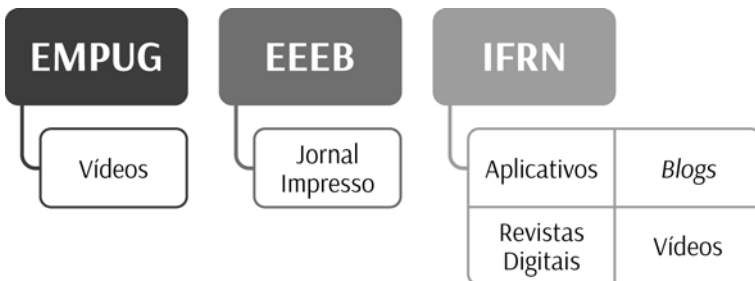 EMPUG
EEEB
IFRN
Vídeos
Jornal
Impresso
Aplicativos
Blogs
Revistas
Digitais
Vídeos